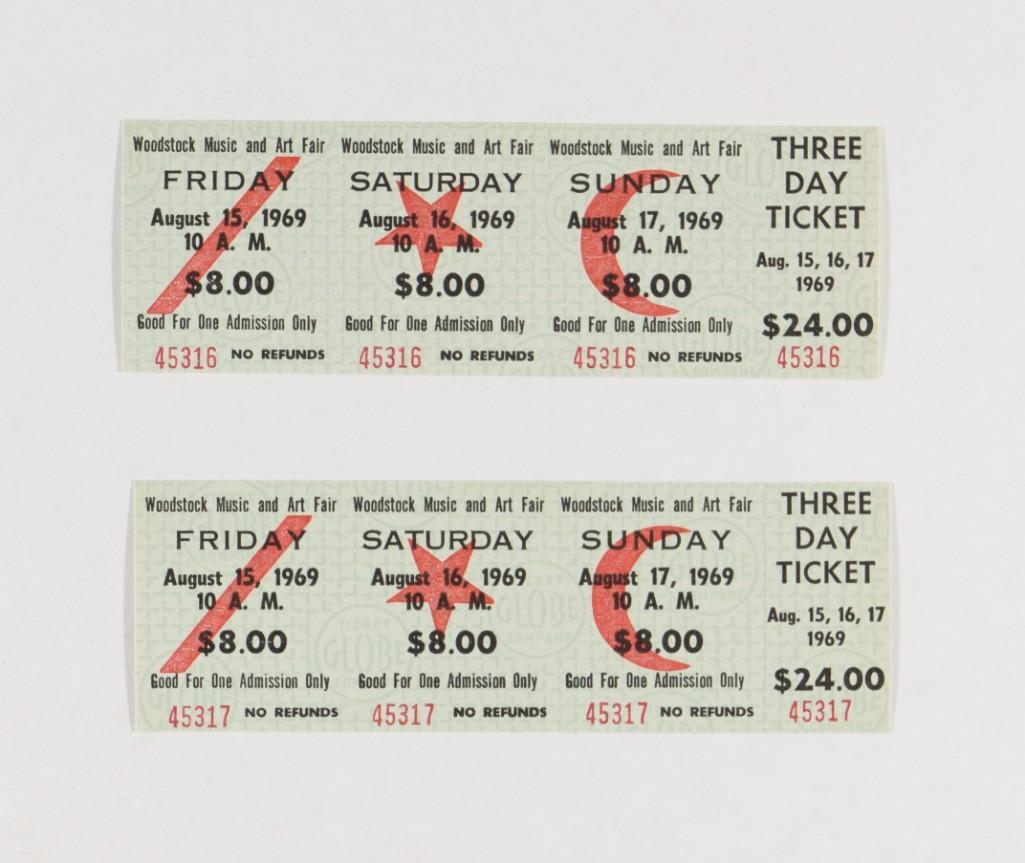 Woodstock Music and Art Fair
FRIDAY
August 15, 1969
10 A. M.
$8.00
Good For One Admission Only
45316 NO REFUNDS
Woodstock Music and Art Fair
SATURDAY
August 16, 1969
10 A. M.
$8.00
Good For One Admission Only
45316 NO REFUNDS
Woodstock Music and Art Fair
SUNDAY
August 17, 1969
10 A. M.
$8.00
Good For One Admission Only
45316 NO REFUNDS
THREE
DAY
TICKET
Aug. 15, 16, 17
1969
$24.00
45316
Woodstock Music and Art Fair
FRIDAY
August 15, 1969
10 A. M.
$8.00
Good For One Admission Only
45317 NO REFUNDS
Woodstock Music and Art Fair
SATURDAY
August 16, 1969
10 A. M.
$8.00
Good For One Admission Only
45317 NO REFUNDS
Woodstock Music and Art Fair
SUNDAY
August 17, 1969
10 A. M.
$8.00
Good For One Admission Only
45317 NO REFUNDS
THREE
DAY
TICKET
Aug. 15, 16, 17
1969
$24.00
45317
TICKET
GLOBE
TICKET
GLOBE
COMPANY